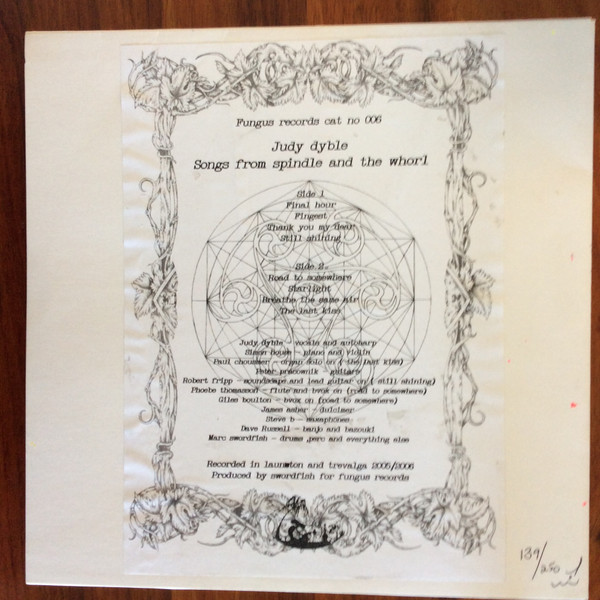 Fungus records cat no 006
Judy dyble
Songs from spindle and the whorl
Side 1
Final hour
Fingest
Thank you my dear
Still shining
Side 2.
Road to somewhere
Starlight
Breathe the same air
The last kiss
Judy dyble - vocals and autoharp
Simon house - piano and violin
Paul chousmer - organ solo on ( the last kiss)
Peter pracownik - guitars
Robert fripp - soundscape and lead guitar on ( still shining)
Phoebe thomasson - flute and bvox on (road to somewhere)
Giles boulton - bvox on (road to somewhere)
James asher - dulcimer
Steve b - saxaphones
Dave Russell - banjo and bazouki
Marc swordfish - drums ,perc and everything else
Recorded in launton and trevalga 2005/2006
Produced by swordfish for fungus records
139/250